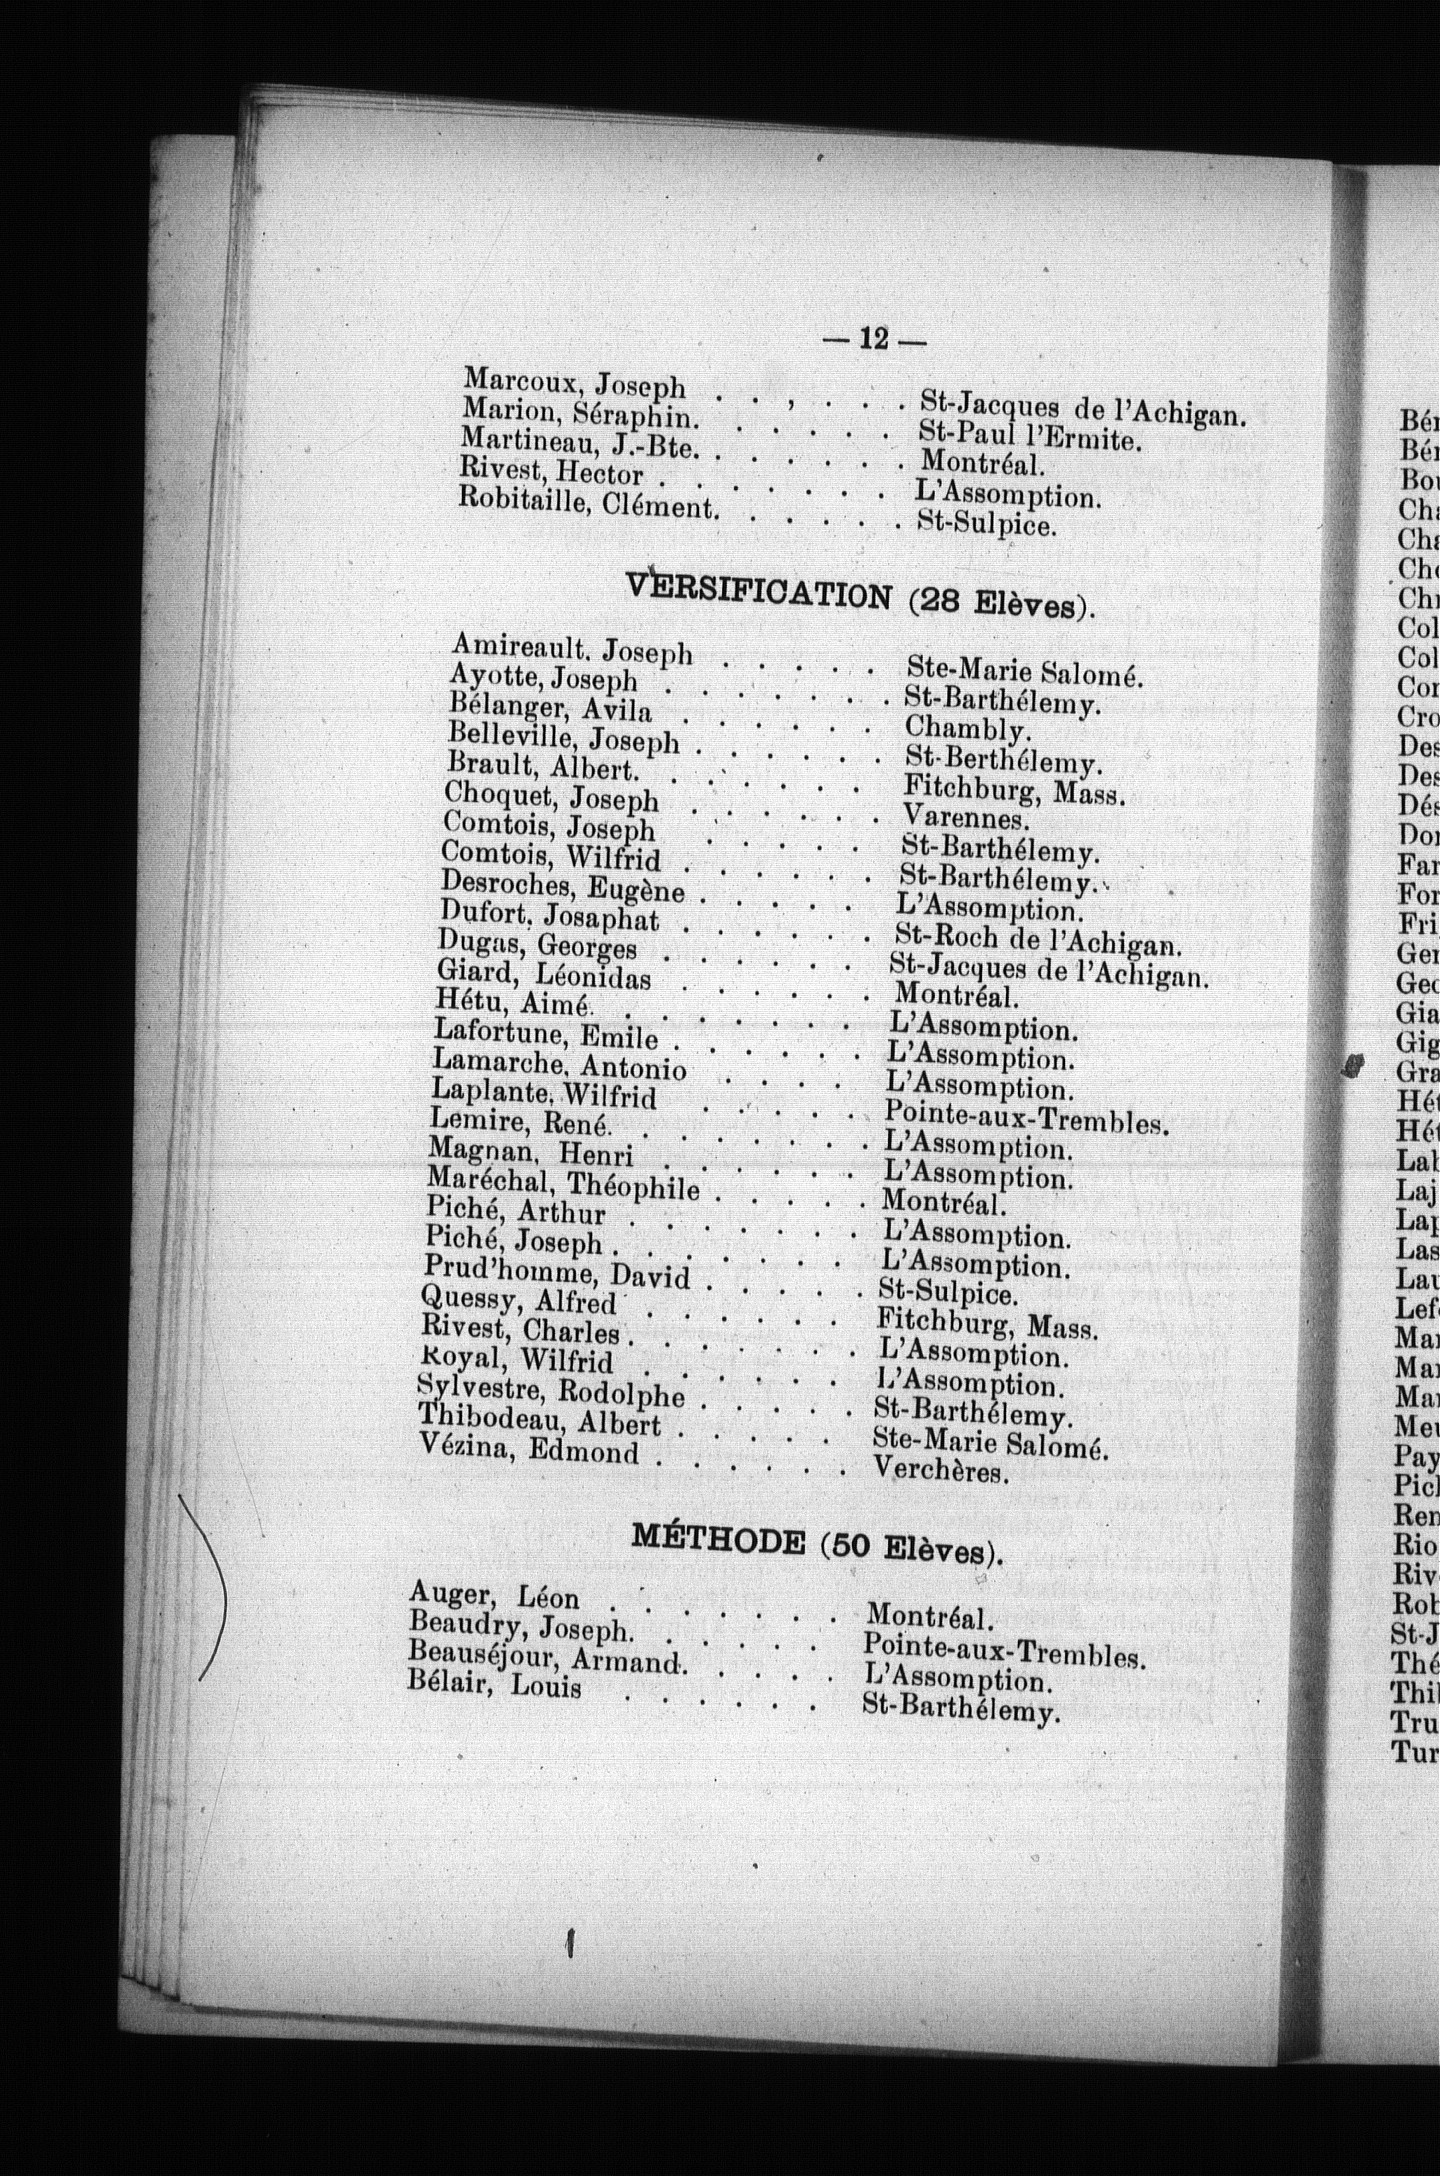 — 12 —
Marcoux, Joseph . . , . . . St-Jacques de l'Achigan.
Marion, Séraphin. . . . . . St-Paul l'Ermite.
Martineau, J.-Bte. . . . . . . Montréal.
Rivest, Hector . . . . . . . L'Assomption.
Robitaille, Clément. . . . . . St-Sulpice.
VERSIFICATION (28 Elèves).
Amireault. Joseph . . . . . Ste-Marie Salomé.
Ayotte, Joseph . . . . . . . St-Barthélemy.
Bélanger, Avila . . . . . . Chambly.
Belleville, Joseph . . . . . . St-Berthélemy.
Brault, Albert. . . . . . . Fitchburg, Mass.
Choquet, Joseph . . . . . . Varennes.
Comtois, Joseph . . . . . St-Barthélemy.
Comtois, Wilfrid . . . . . . St-Barthélemy.
Desroches, Eugène . . . . . L'Assomption.
Dufort, Josaphat . . . . . . St-Roch de l'Achigan.
Dugas, Georges . . . . . . St-Jacques de l'Achigan.
Giard, Léonidas . . . . . . Montréal.
Hétu, Aimé. . . . . . . . L'Assomption.
Lafortune, Emile . . . . . . L'Assomption.
Lamarche, Antonio . . . . L'Assomption.
Laplante, Wilfrid . . . . . Pointe-aux-Trembles.
Lemire, René. . . . . . . . L'Assomption.
Magnan, Henri . . . . . . L'Assomption.
Maréchal, Théophile . . . . . Montréal.
Piché, Arthur . . . . . . . L'Assomption.
Piché, Joseph . . . . . . . L'Assomption.
Prud'homme, David . . . . . St-Sulpice.
Quessy, Alfred . . . . . . Fitchburg, Mass.
Rivest, Charles . . . . . . . L'Assomption.
Royal, Wilfrid . . . . . . L'Assomption.
Sylvestre, Rodolphe . . . . . St-Barthélemy.
Thibodeau, Albert . . . . . Ste-Marie Salomé.
Vézina, Edmond . . . . . . Verchères.
MÉTHODE (50 Elèves).
Auger, Léon . . . . . . . Montréal.
Beaudry, Joseph. . . . . . Pointe-aux-Trembles.
Beauséjour, Armand. . . . . L'Assomption.
Bélair, Louis . . . . . . St-Barthélemy.